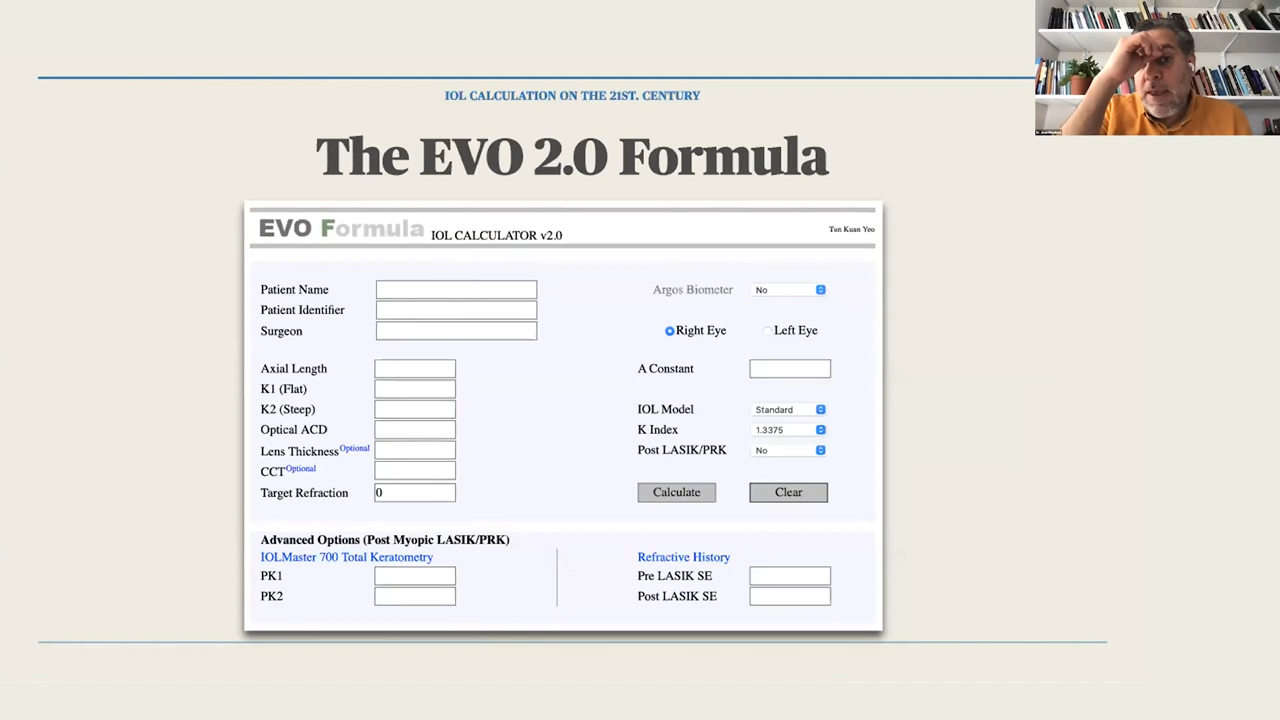 IOL CALCULATION ON THE 21ST. CENTURY
The EVO 2.0 Formula
EVO Formula IOL CALCULATOR v2.0
Tun Kuan Yeo
Patient Name
Patient Identifier
Surgeon
Argos Biometer No
Right Eye Left Eye
Axial Length
K1 (Flat)
K2 (Steep)
Optical ACD
Lens Thickness Optional
CCT Optional
Target Refraction 0
A Constant
IOL Model Standard
K Index 1.3375
Post LASIK/PRK No
Calculate Clear
Advanced Options (Post Myopic LASIK/PRK)
IOLMaster 700 Total Keratometry
PK1
PK2
Refractive History
Pre LASIK SE
Post LASIK SE